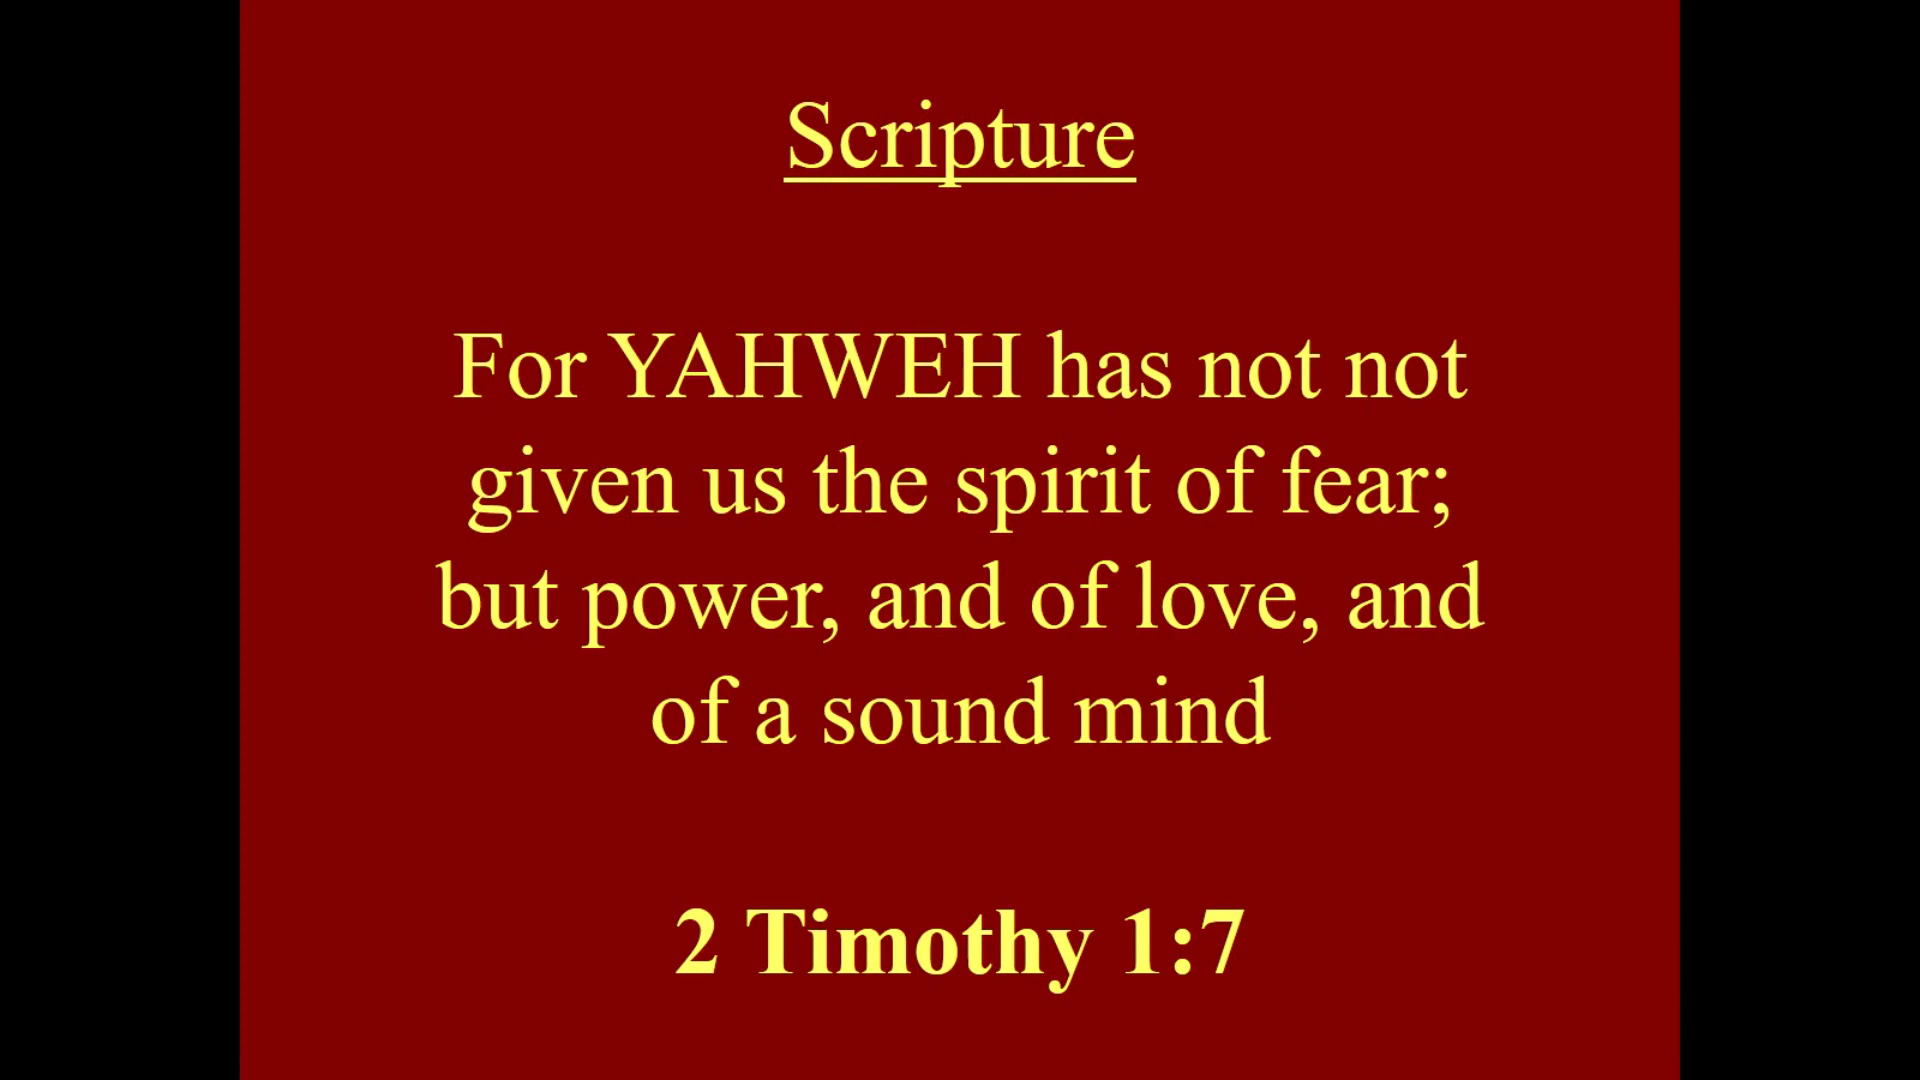 Scripture
For YAHWEH has not not
given us the spirit of fear;
but power, and of love, and
of a sound mind
2 Timothy 1:7